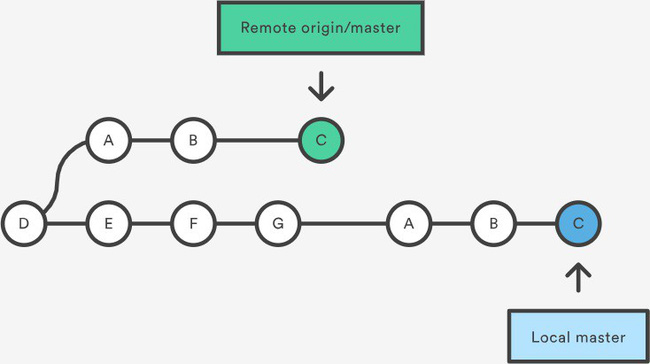 Remote origin/master
A B C
D E F G A B C
Local master